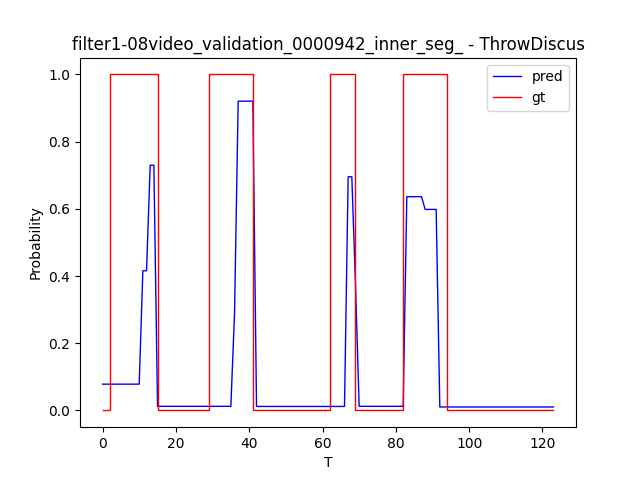 filter1-08video_validation_0000942_inner_seg_ - ThrowDiscus
pred
gt
1.0
0.8
0.6
0.4
0.2
0.0
Probability
0 20 40 60 80 100 120
T